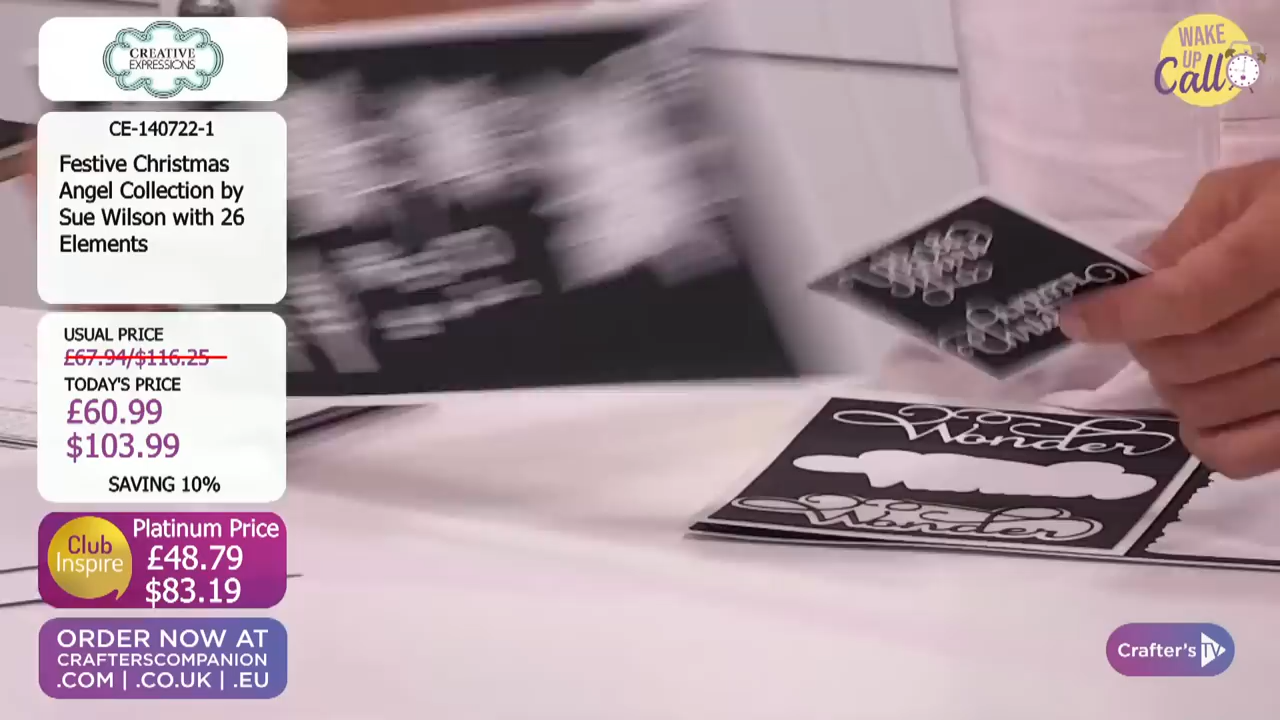 CREATIVE
EXPRESSIONS
CE-140722-1
Festive Christmas
Angel Collection by
Sue Wilson with 26
Elements
USUAL PRICE
£67.94/$116.25
TODAY'S PRICE
£60.99
$103.99
SAVING 10%
Club
Inspire
Platinum Price
£48.79
$83.19
ORDER NOW AT
CRAFTERSCOMPANION
.COM | .CO.UK | .EU
WAKE
UP
Call
Wonder
Wonder
Crafter's TV